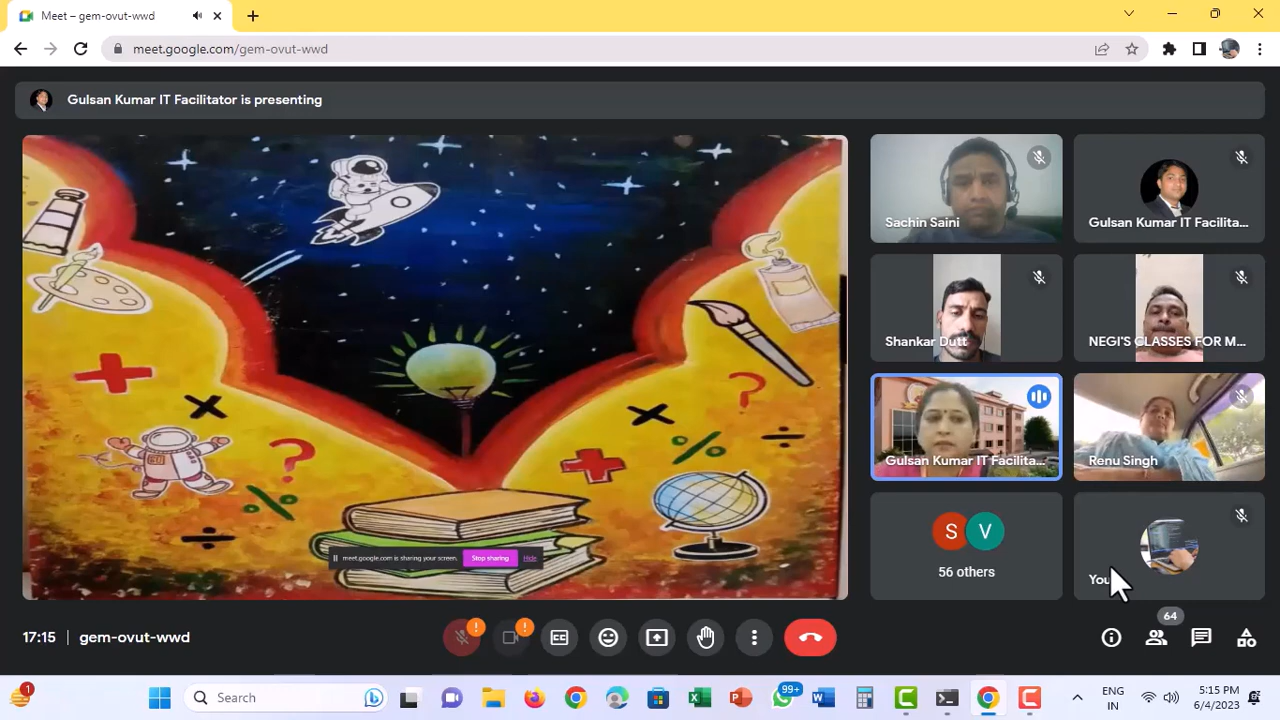 Meet – gem-ovut-wwd
meet.google.com/gem-ovut-wwd
Gulsan Kumar IT Facilitator is presenting
Sachin Saini
Gulsan Kumar IT Facilita...
Shankar Dutt
NEGI'S CLASSES FOR M...
Gulsan Kumar IT Facilita...
Renu Singh
S V
56 others
You
meet.google.com is sharing your screen. Stop sharing Hide
17:15 | gem-ovut-wwd
64
1
Search
99+
ENG
IN
5:15 PM
6/4/2023